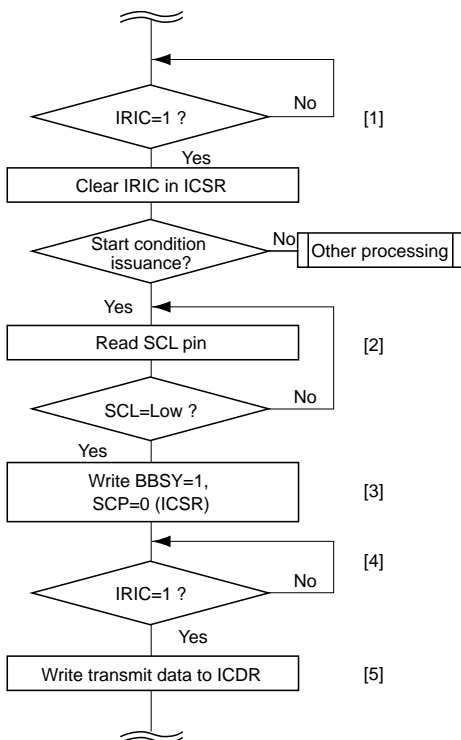 IRIC=1 ?
No
[1]
Yes
Clear IRIC in ICSR
Start condition
issuance?
No
Other processing
Yes
Read SCL pin
[2]
SCL=Low ?
No
Yes
Write BBSY=1,
SCP=0 (ICSR)
[3]
[4]
IRIC=1 ?
No
Yes
Write transmit data to ICDR
[5]